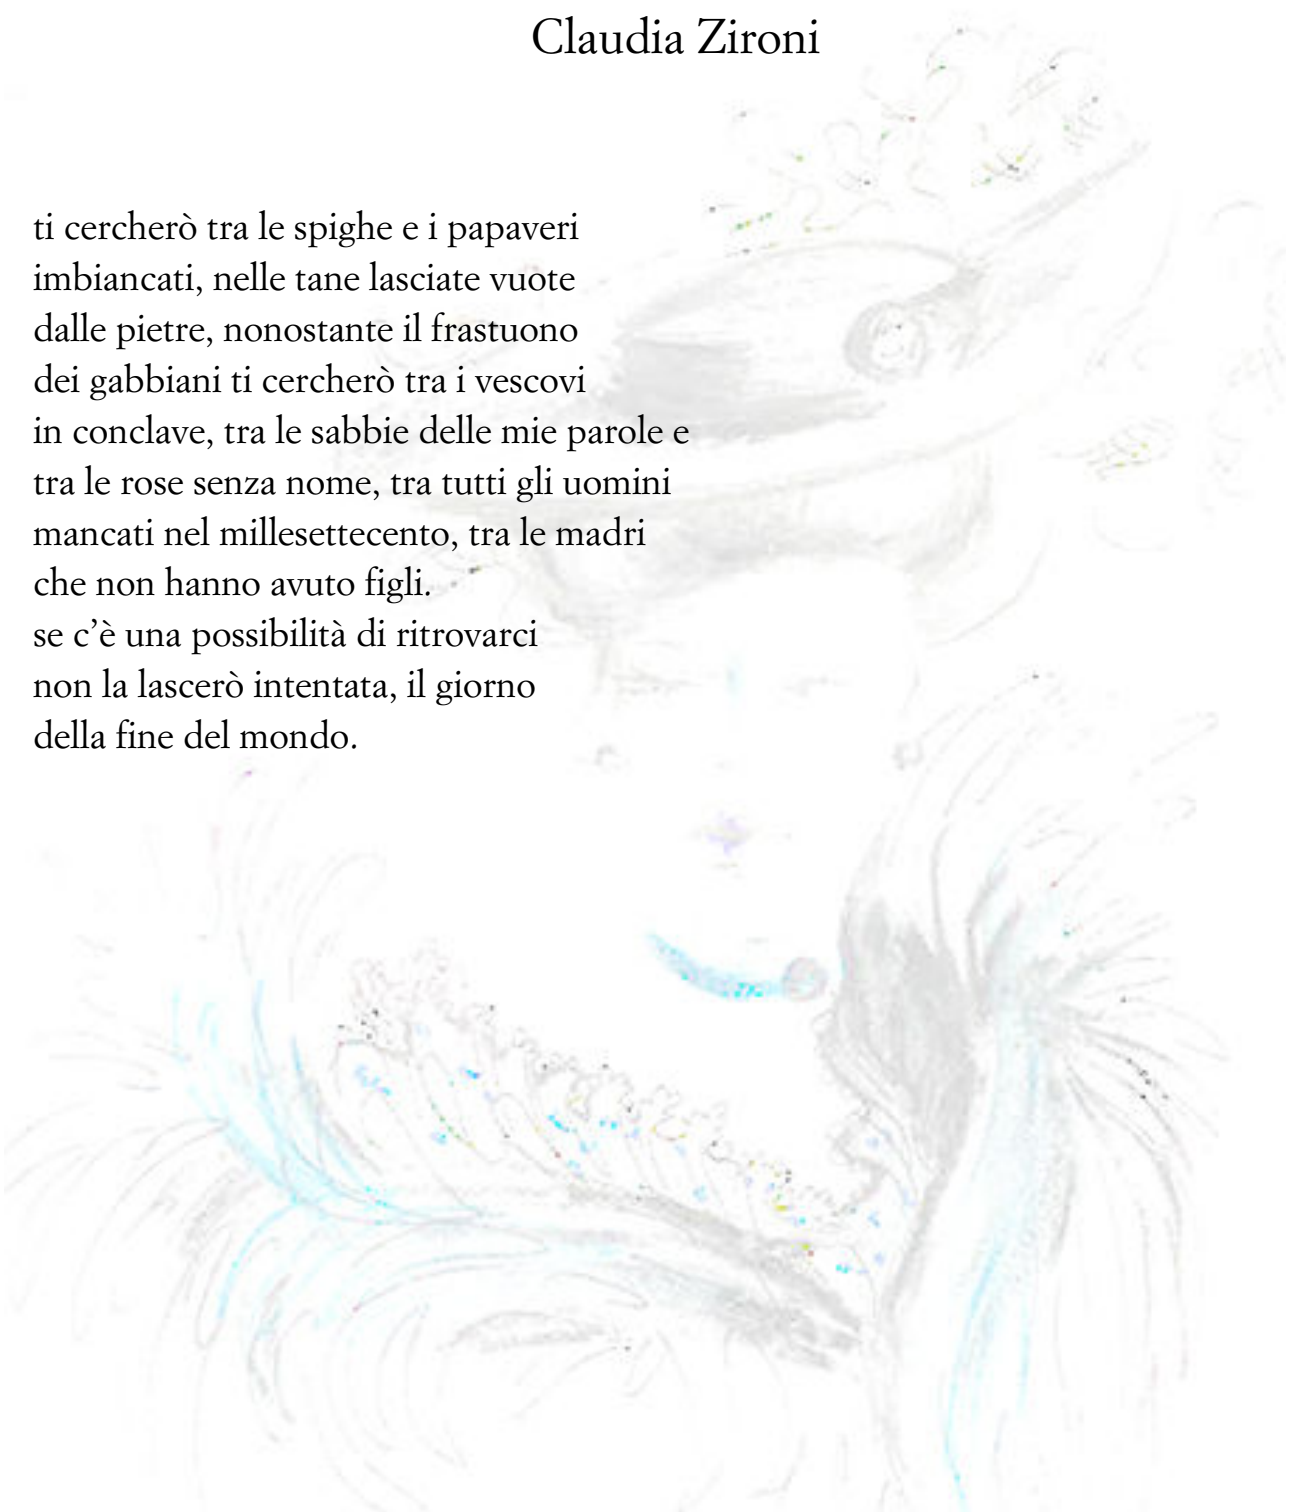 Claudia Zironi
ti cercherò tra le spighe e i papaveri
imbiancati, nelle tane lasciate vuote
dalle pietre, nonostante il frastuono
dei gabbiani ti cercherò tra i vescovi
in conclave, tra le sabbie delle mie parole e
tra le rose senza nome, tra tutti gli uomini
mancati nel millesettecento, tra le madri
che non hanno avuto figli.
se c’è una possibilità di ritrovarci
non la lascerò intentata, il giorno
della fine del mondo.